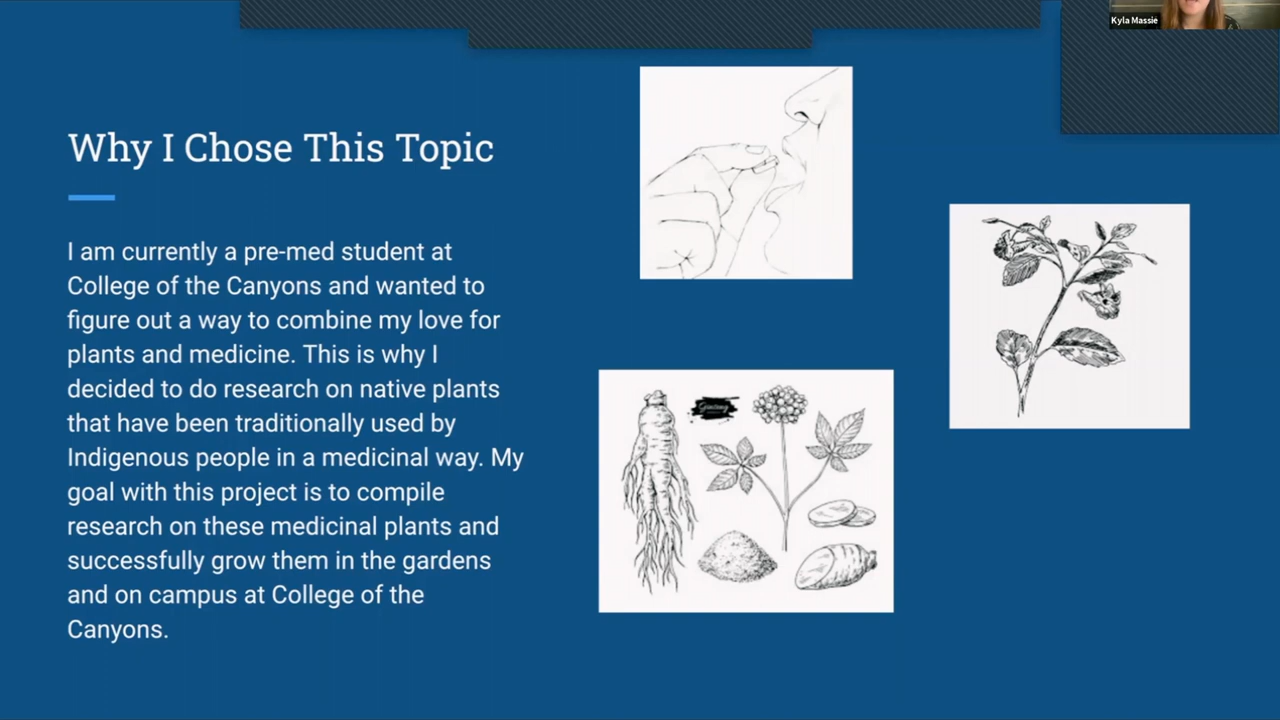 Kyla Massie
Why I Chose This Topic
I am currently a pre-med student at
College of the Canyons and wanted to
figure out a way to combine my love for
plants and medicine. This is why I
decided to do research on native plants
that have been traditionally used by
Indigenous people in a medicinal way. My
goal with this project is to compile
research on these medicinal plants and
successfully grow them in the gardens
and on campus at College of the
Canyons.